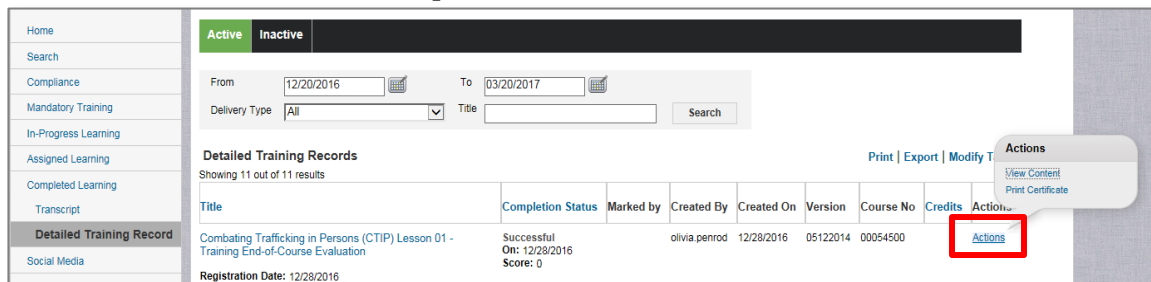 Home
Search
Compliance
Mandatory Training
In-Progress Learning
Assigned Learning
Completed Learning
Transcript
Detailed Training Record
Social Media
Active Inactive
From 12/20/2016 To 03/20/2017
Delivery Type All Title Search
Detailed Training Records Print | Export | Modify T
Showing 11 out of 11 results
Actions
View Content
Print Certificate
Title Completion Status Marked by Created By Created On Version Course No Credits Actions
Combating Trafficking in Persons (CTIP) Lesson 01 - Successful olivia.penrod 12/28/2016 05122014 00054500 Actions
Training End-of-Course Evaluation On: 12/28/2016
Score: 0
Registration Date: 12/28/2016